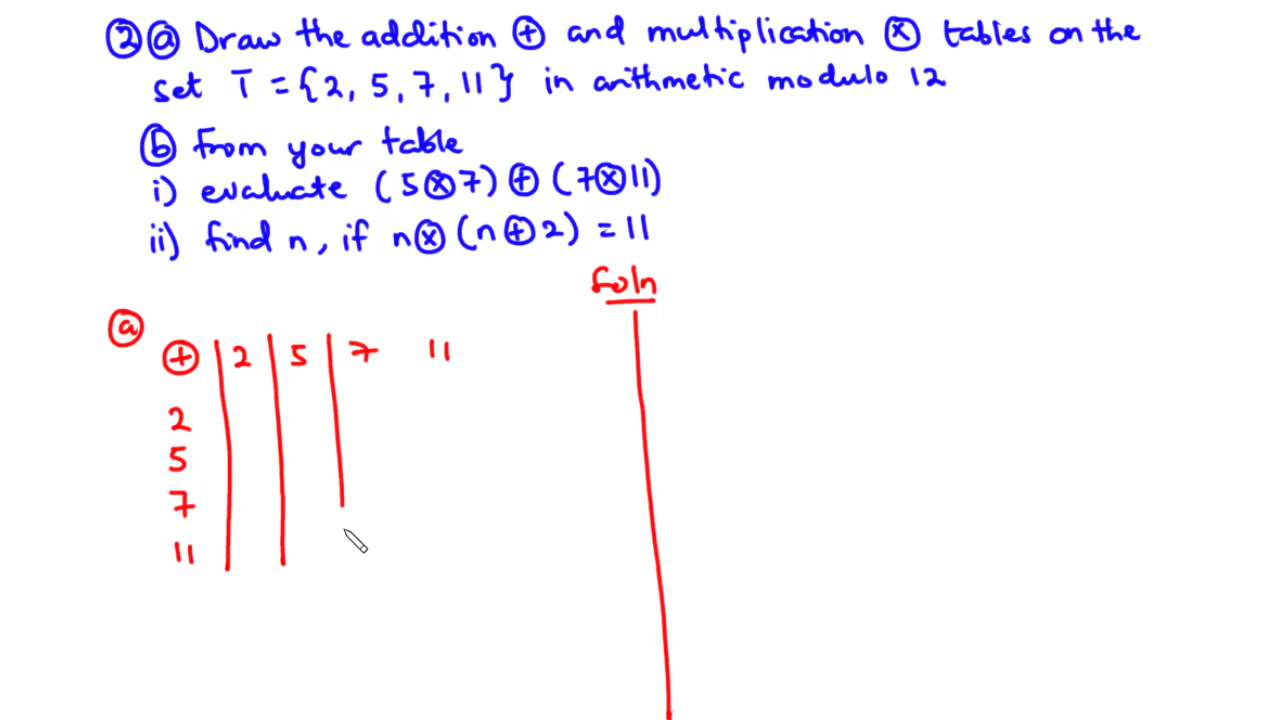 ② ⓐ Draw the addition ⊕ and multiplication ⊗ tables on the
set T = {2, 5, 7, 11} in arithmetic modulo 12
ⓑ From your table
i) evaluate (5⊗7) ⊕ (7⊗11)
ii) find n, if n⊗(n⊕2) = 11
Soln
ⓐ
⊕ 2 5 7 11
2
5
7
11